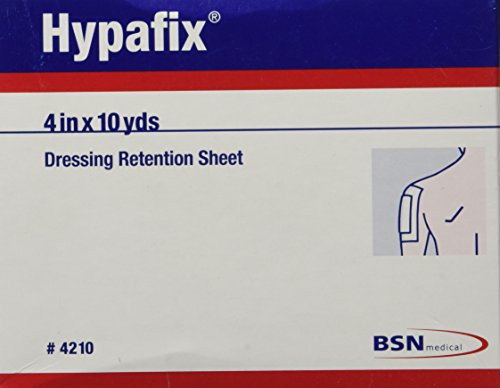 Hypafix®
4 in x 10 yds
Dressing Retention Sheet
# 4210
BSN medical